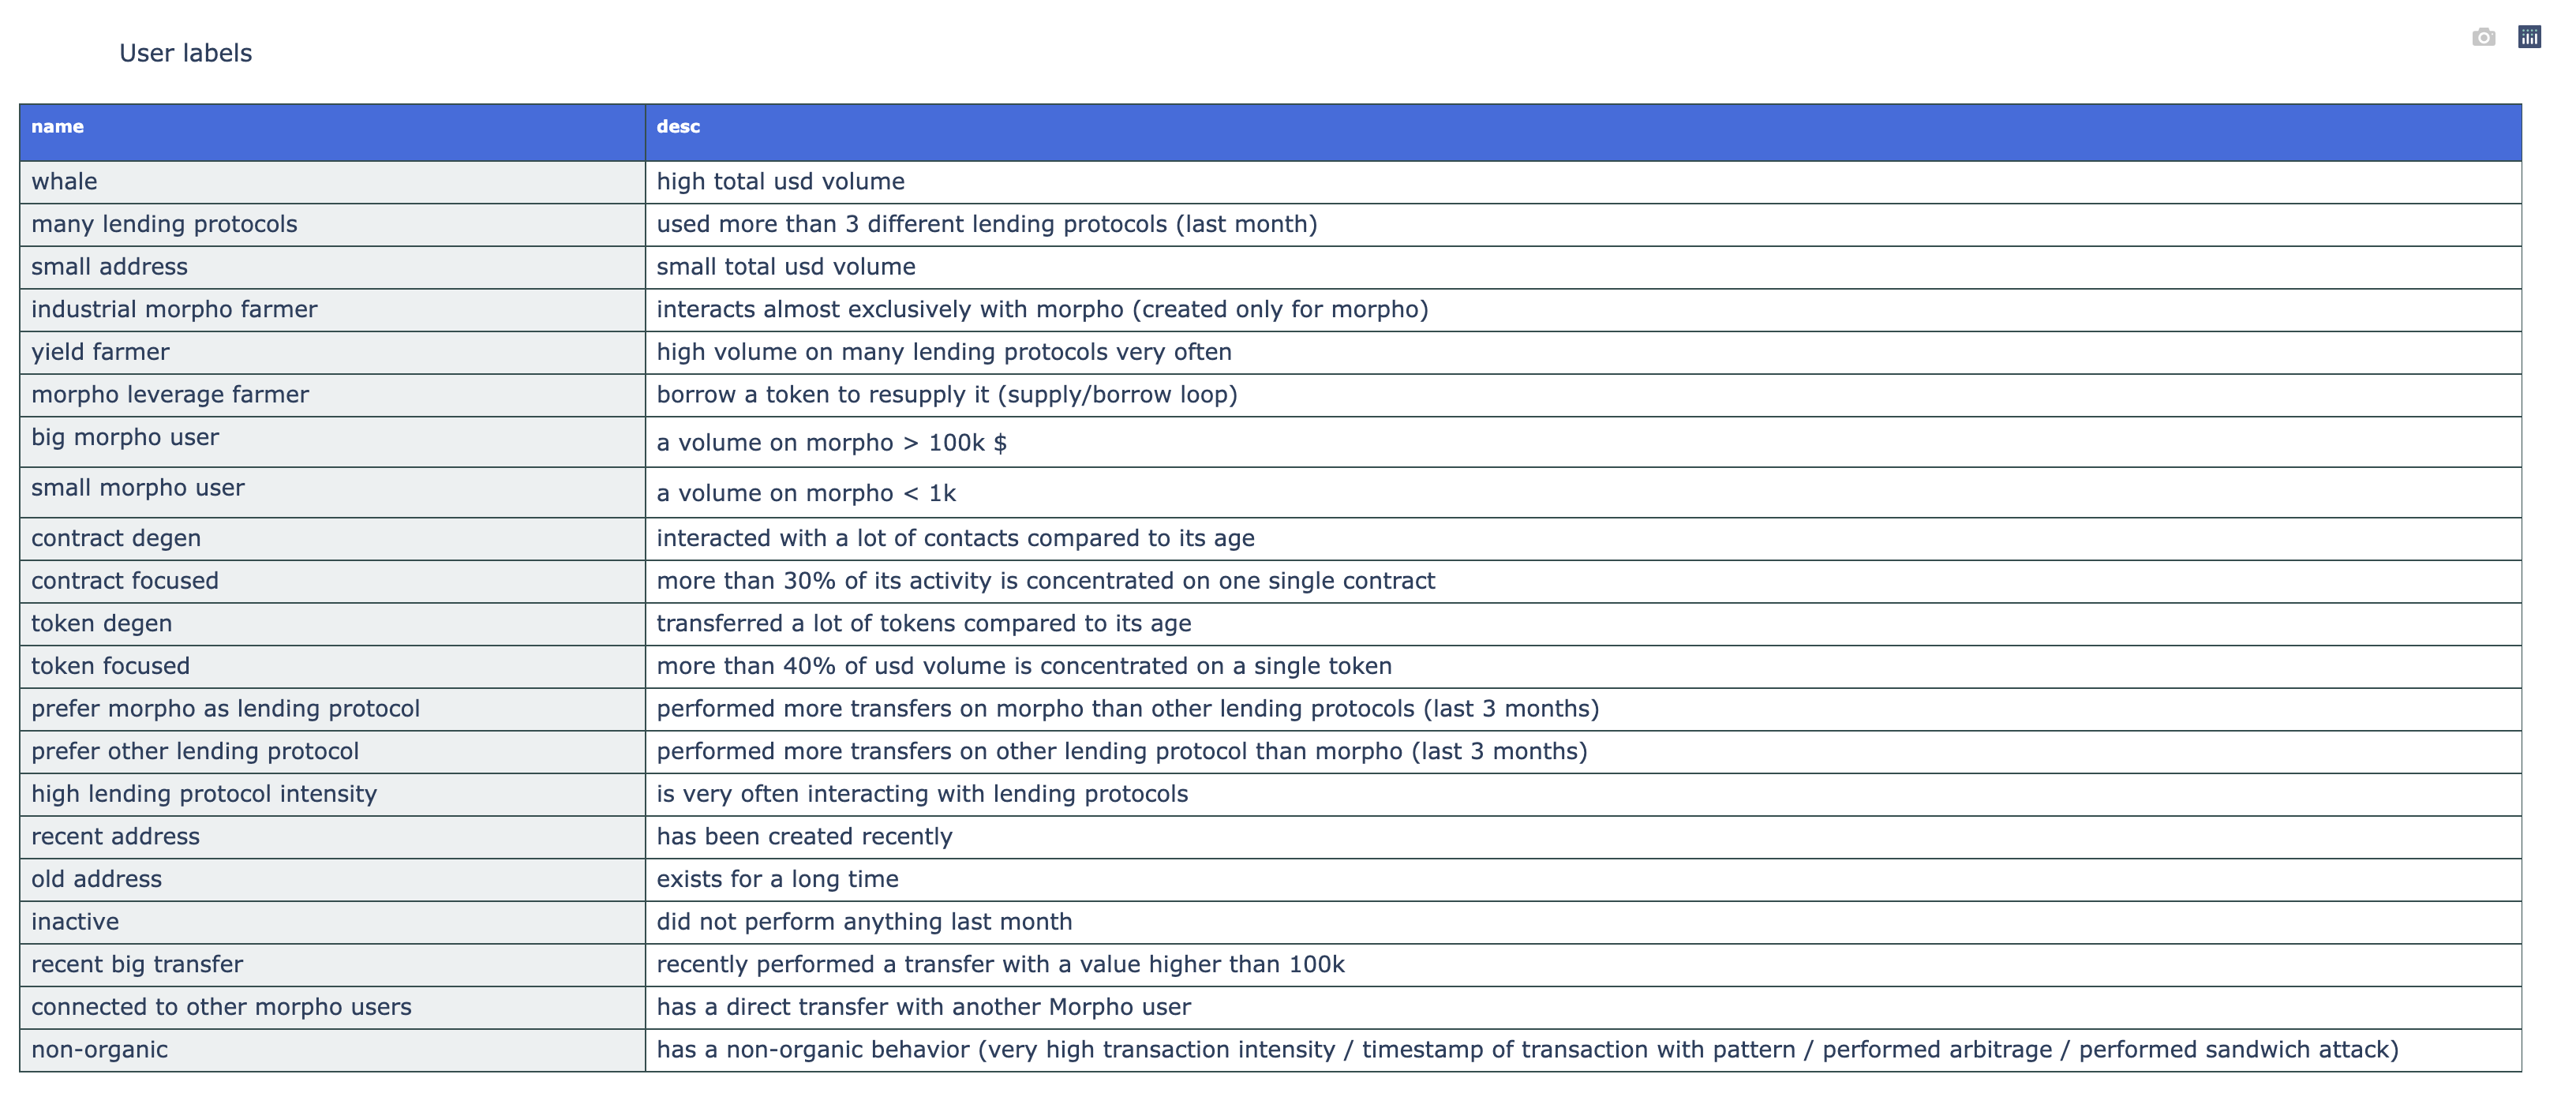 User labels
name desc
whale high total usd volume
many lending protocols used more than 3 different lending protocols (last month)
small address small total usd volume
industrial morpho farmer interacts almost exclusively with morpho (created only for morpho)
yield farmer high volume on many lending protocols very often
morpho leverage farmer borrow a token to resupply it (supply/borrow loop)
big morpho user a volume on morpho > 100k $
small morpho user a volume on morpho < 1k
contract degen interacted with a lot of contacts compared to its age
contract focused more than 30% of its activity is concentrated on one single contract
token degen transferred a lot of tokens compared to its age
token focused more than 40% of usd volume is concentrated on a single token
prefer morpho as lending protocol performed more transfers on morpho than other lending protocols (last 3 months)
prefer other lending protocol performed more transfers on other lending protocol than morpho (last 3 months)
high lending protocol intensity is very often interacting with lending protocols
recent address has been created recently
old address exists for a long time
inactive did not perform anything last month
recent big transfer recently performed a transfer with a value higher than 100k
connected to other morpho users has a direct transfer with another Morpho user
non-organic has a non-organic behavior (very high transaction intensity / timestamp of transaction with pattern / performed arbitrage / performed sandwich attack)